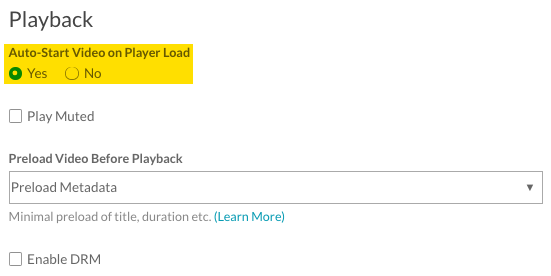 Playback
Auto-Start Video on Player Load
Yes No
Play Muted
Preload Video Before Playback
Preload Metadata
Minimal preload of title, duration etc. (Learn More)
Enable DRM